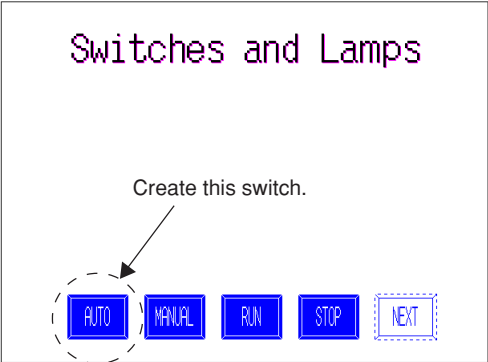 Switches and Lamps
Create this switch.
AUTO MANUAL RUN STOP NEXT